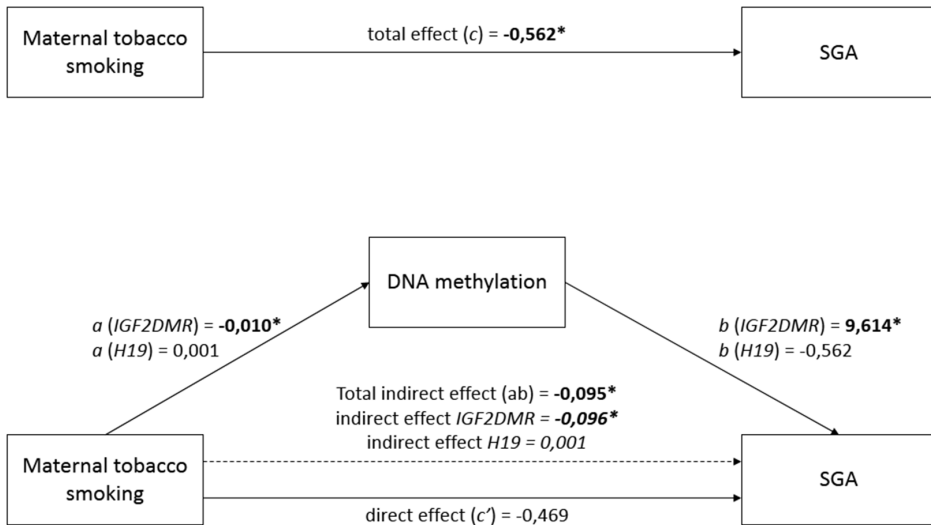 Maternal tobacco
smoking
total effect (c) = -0,562*
SGA
DNA methylation
a (IGF2DMR) = -0,010*
a (H19) = 0,001
b (IGF2DMR) = 9,614*
b (H19) = -0,562
Total indirect effect (ab) = -0,095*
indirect effect IGF2DMR = -0,096*
indirect effect H19 = 0,001
Maternal tobacco
smoking
SGA
direct effect (c’) = -0,469